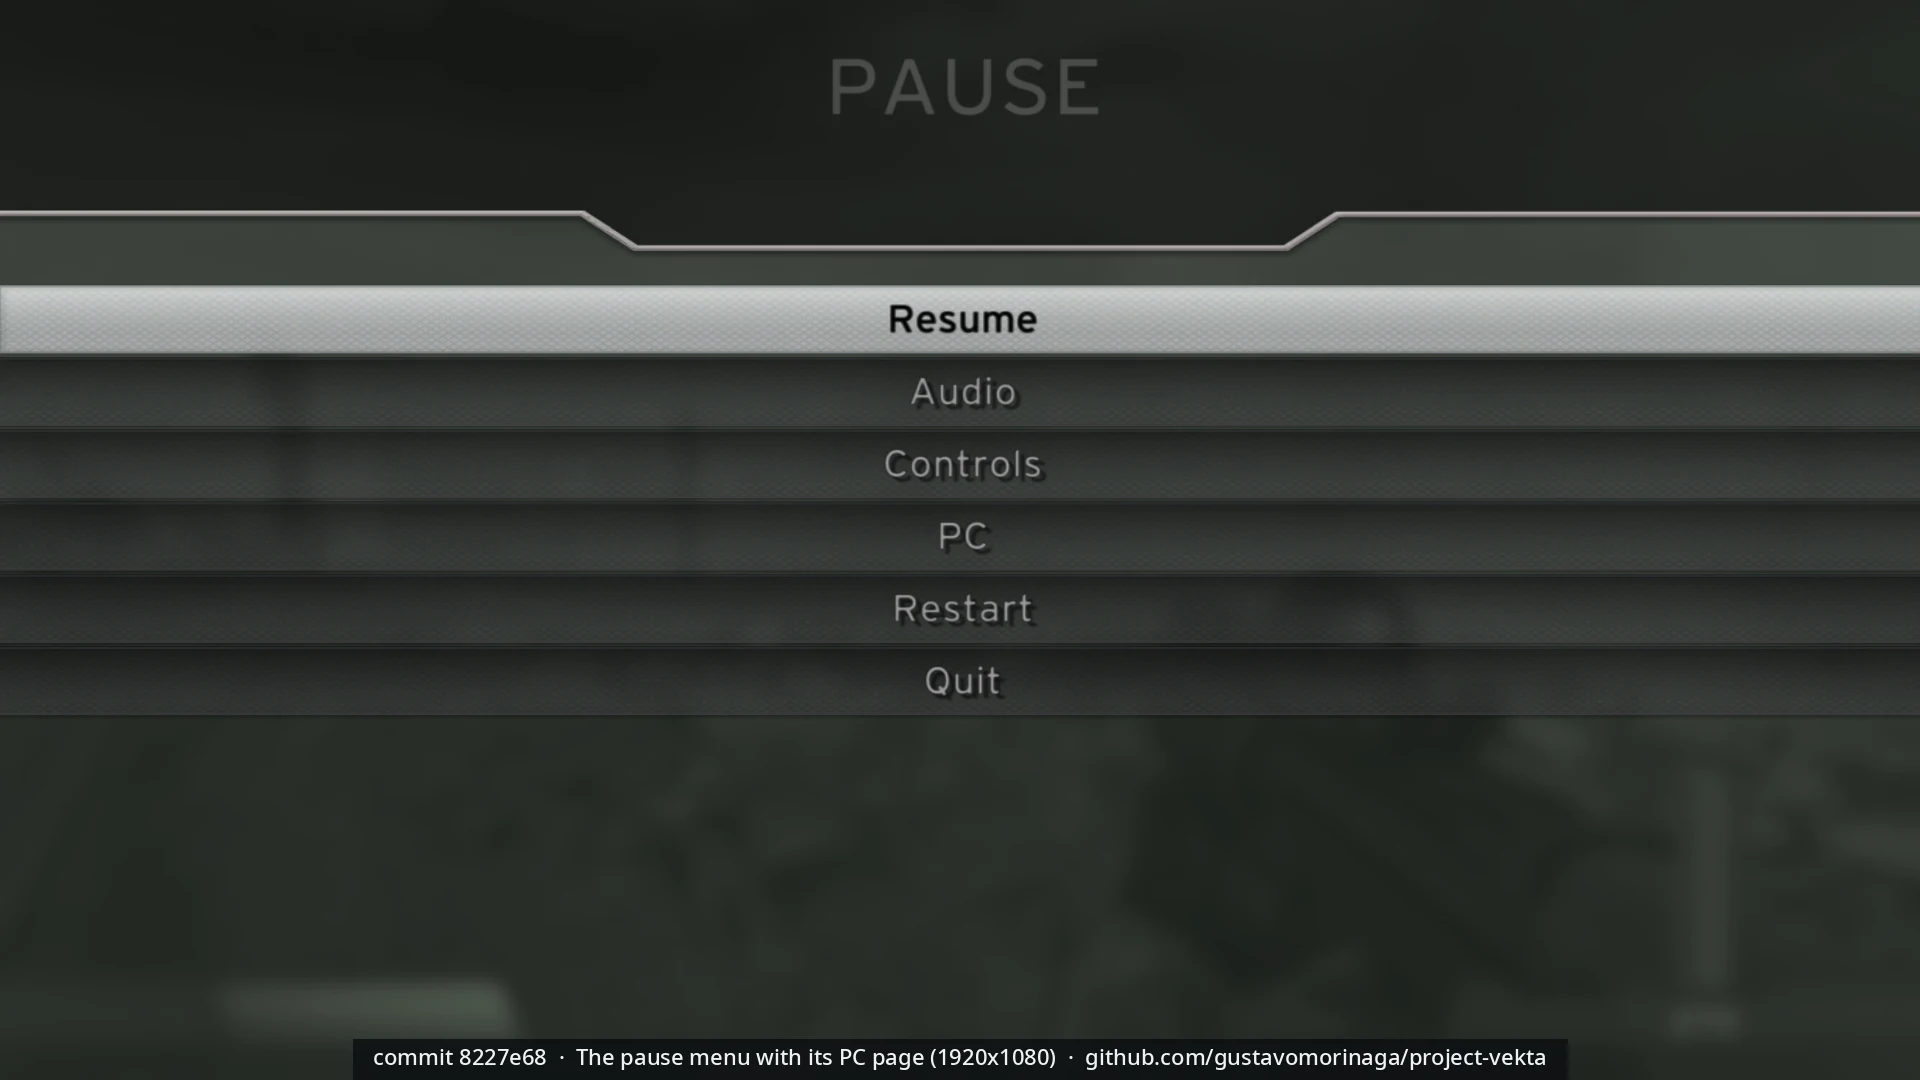 PAUSE
Resume
Audio
Controls
PC
Restart
Quit
commit 8227e68 · The pause menu with its PC page (1920x1080) · github.com/gustavomorinaga/project-vekta